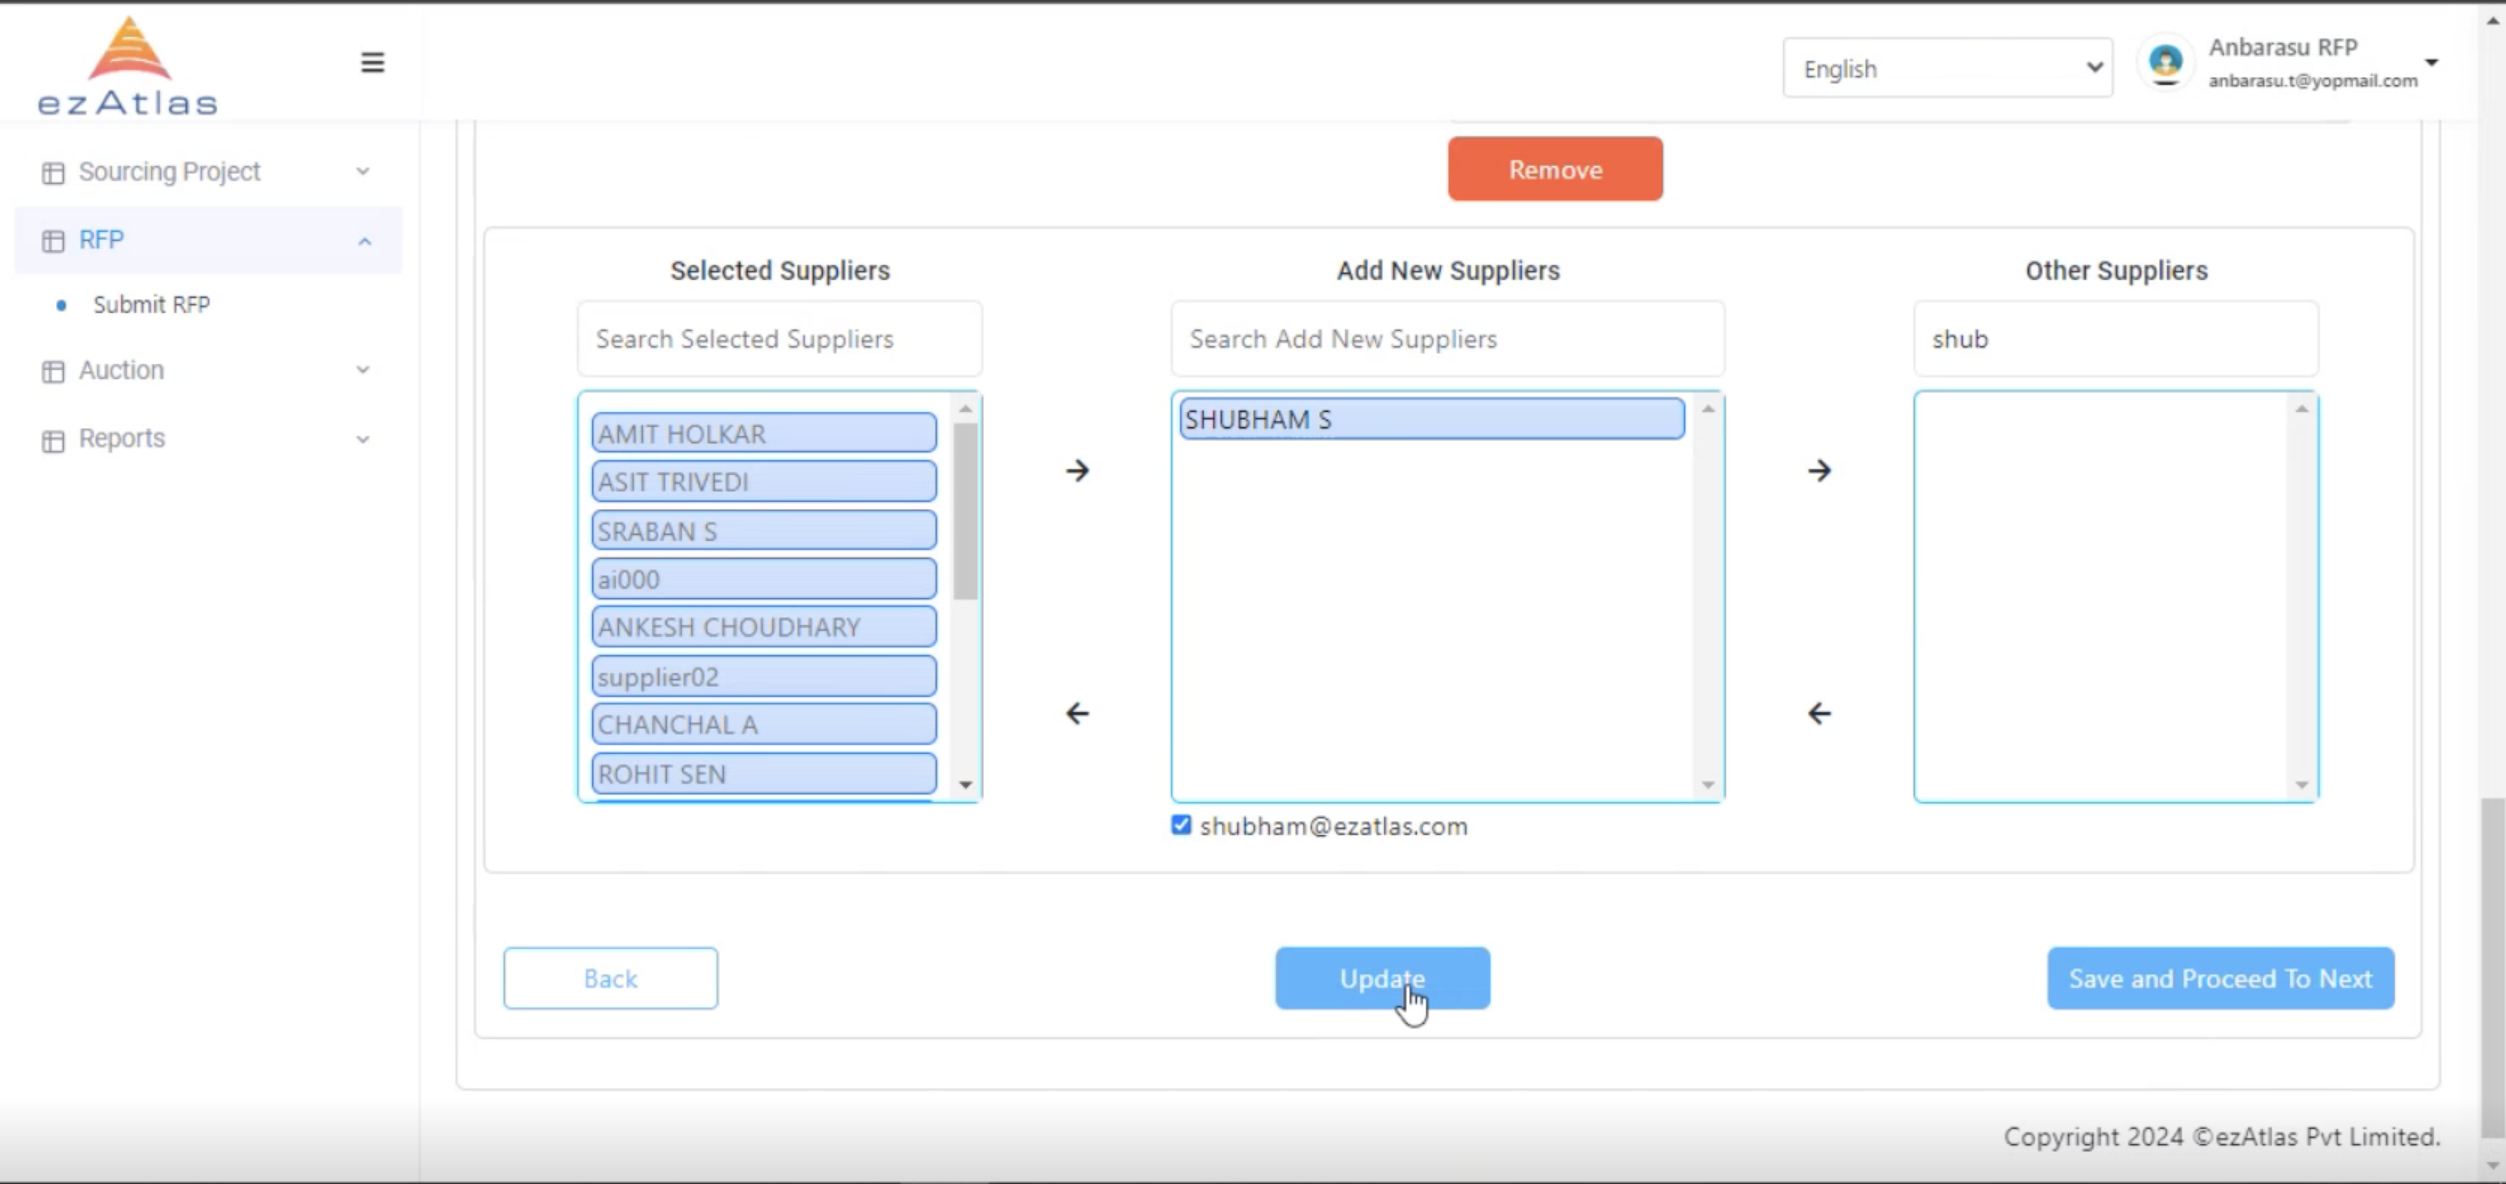 ezAtlas
English
Anbarasu RFP
anbarasu.t@yopmail.com
Sourcing Project
RFP
Submit RFP
Auction
Reports
Remove
Selected Suppliers
Search Selected Suppliers
AMIT HOLKAR
ASIT TRIVEDI
SRABAN S
ai000
ANKESH CHOUDHARY
supplier02
CHANCHAL A
ROHIT SEN
Add New Suppliers
Search Add New Suppliers
SHUBHAM S
shubham@ezatlas.com
Other Suppliers
shub
Back
Update
Save and Proceed To Next
Copyright 2024 ©ezAtlas Pvt Limited.